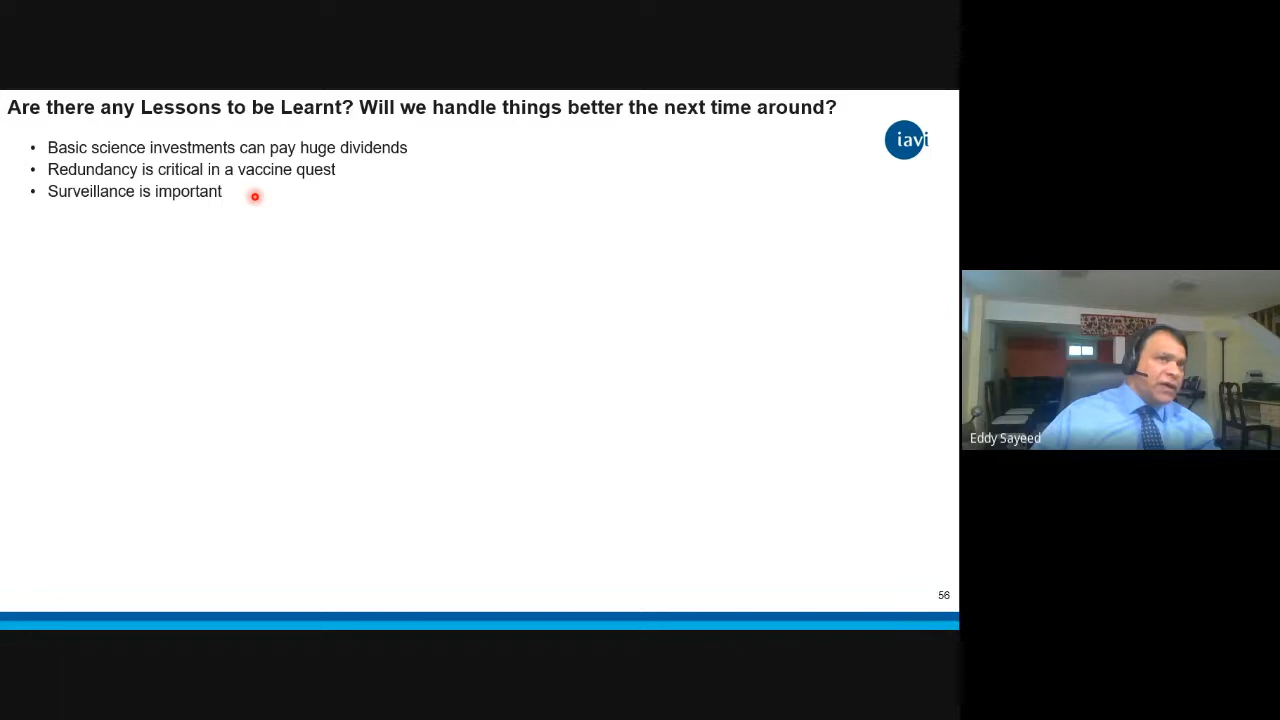 Are there any Lessons to be Learnt? Will we handle things better the next time around?
iavi
• Basic science investments can pay huge dividends
• Redundancy is critical in a vaccine quest
• Surveillance is important
Eddy Sayeed
56